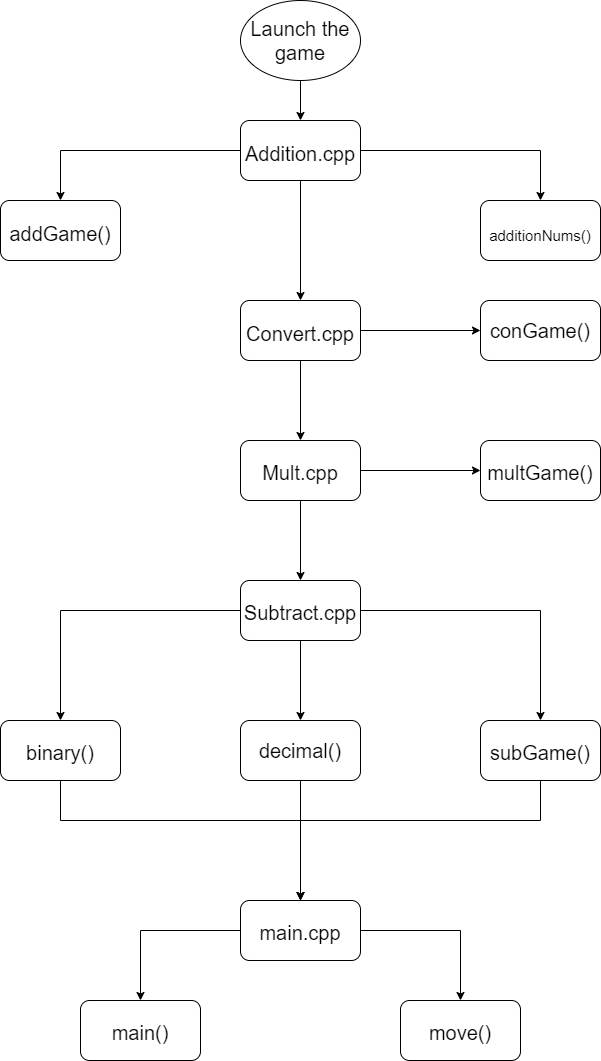 Launch the
game
Addition.cpp
addGame()
additionNums()
Convert.cpp
conGame()
Mult.cpp
multGame()
Subtract.cpp
binary()
decimal()
subGame()
main.cpp
main()
move()